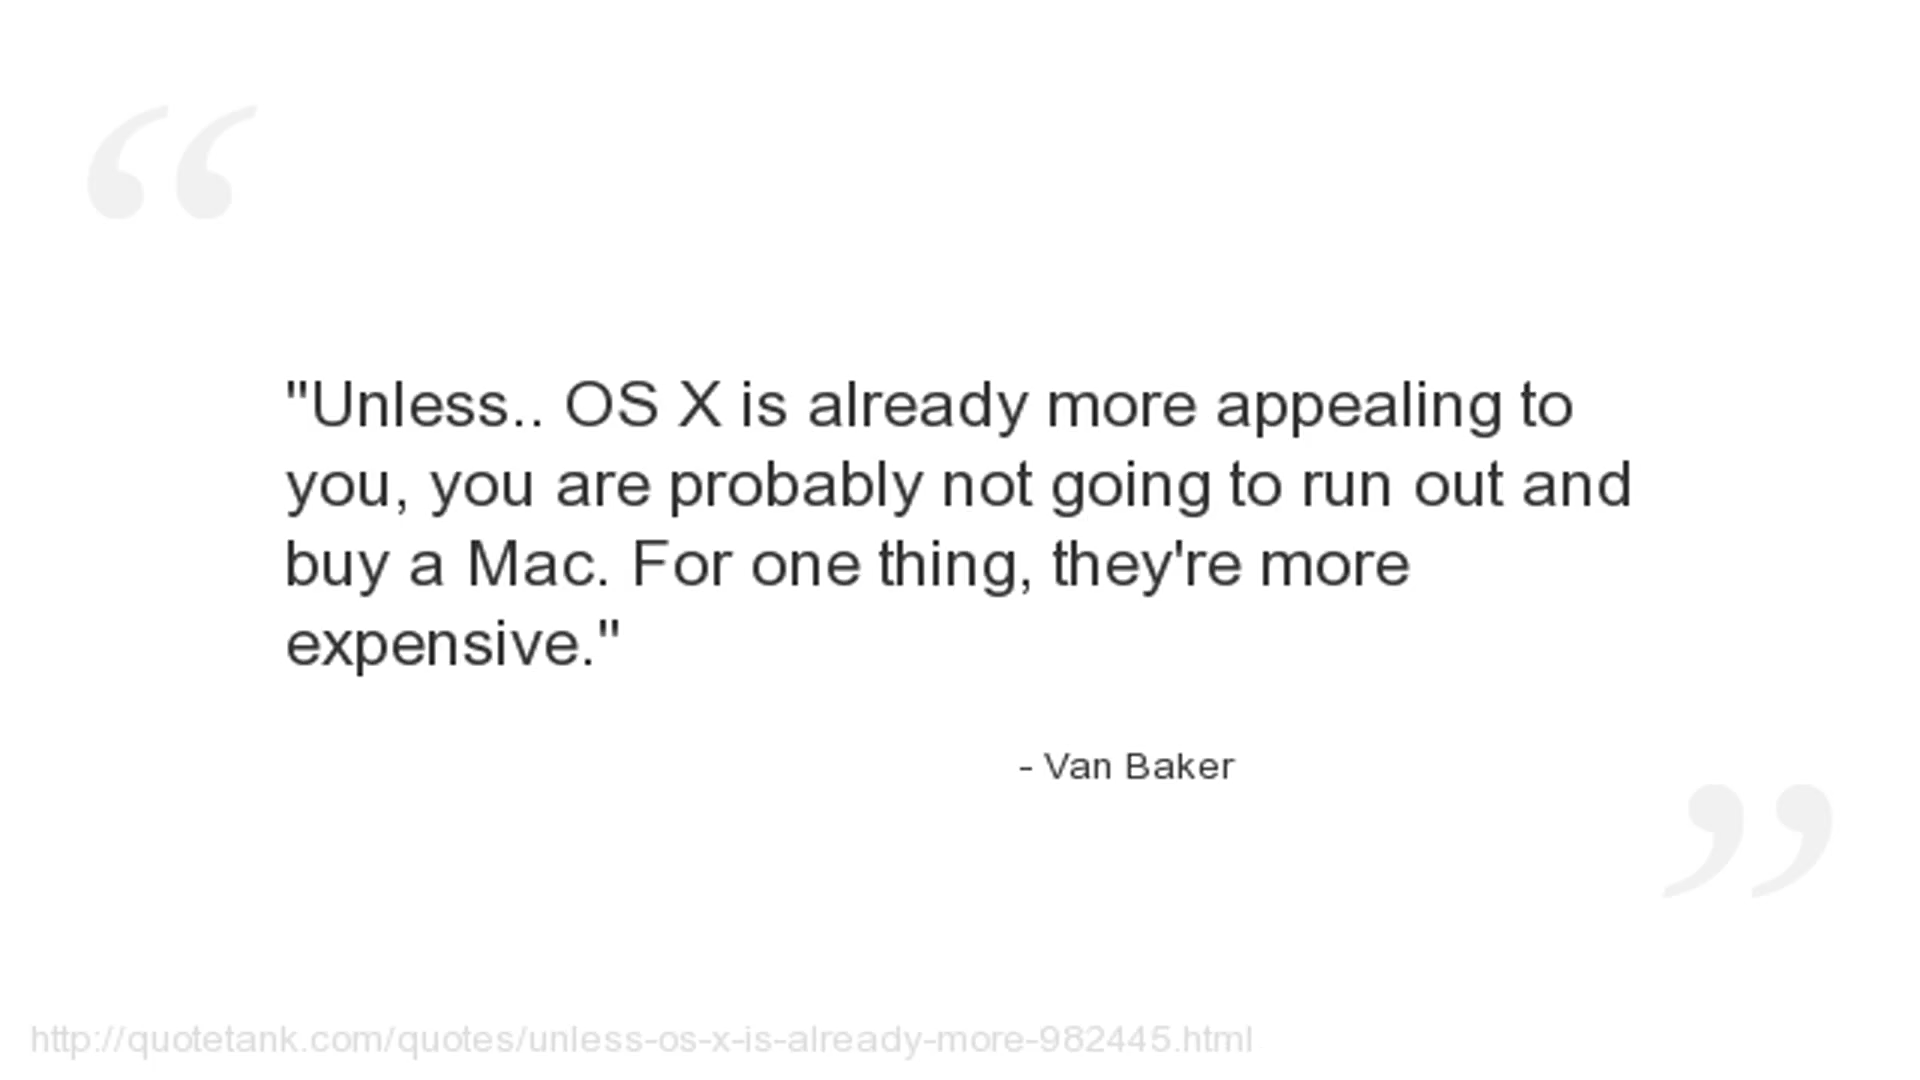 "Unless.. OS X is already more appealing to
you, you are probably not going to run out and
buy a Mac. For one thing, they're more
expensive."
- Van Baker
http://quotetank.com/quotes/unless-os-x-is-already-more-982445.html